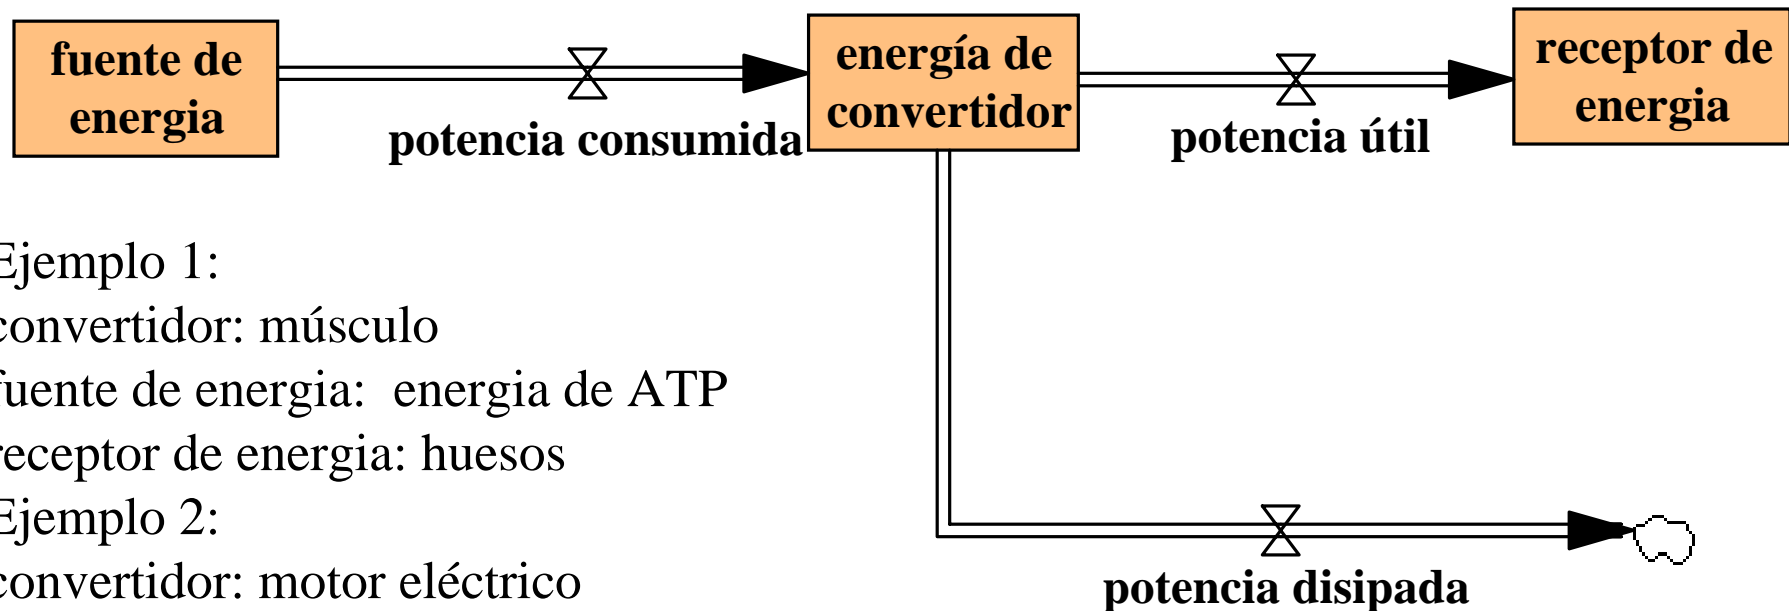 fuente de
energia
energía de
convertidor
receptor de
energia
potencia consumida
potencia útil
Ejemplo 1:
convertidor: músculo
fuente de energia: energia de ATP
receptor de energia: huesos
Ejemplo 2:
convertidor: motor eléctrico
potencia disipada